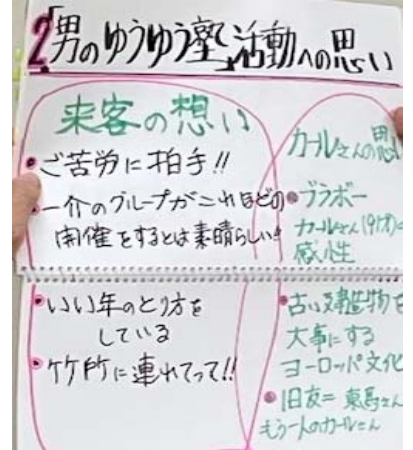 2「男のゆうゆう塾」活動への思い
来客の想い
・ご苦労に拍手!!
・一介のグループがこれほどの
開催をするとは素晴らしい!
・いい年のとり方を
している
・竹所に連れてって!!
カールさんの思
・ブラボー
カールさん(91才)の
感性
・古い建造物を
大事にする
ヨーロッパ文化
・旧友=東馬さん
もう一人のカールさん